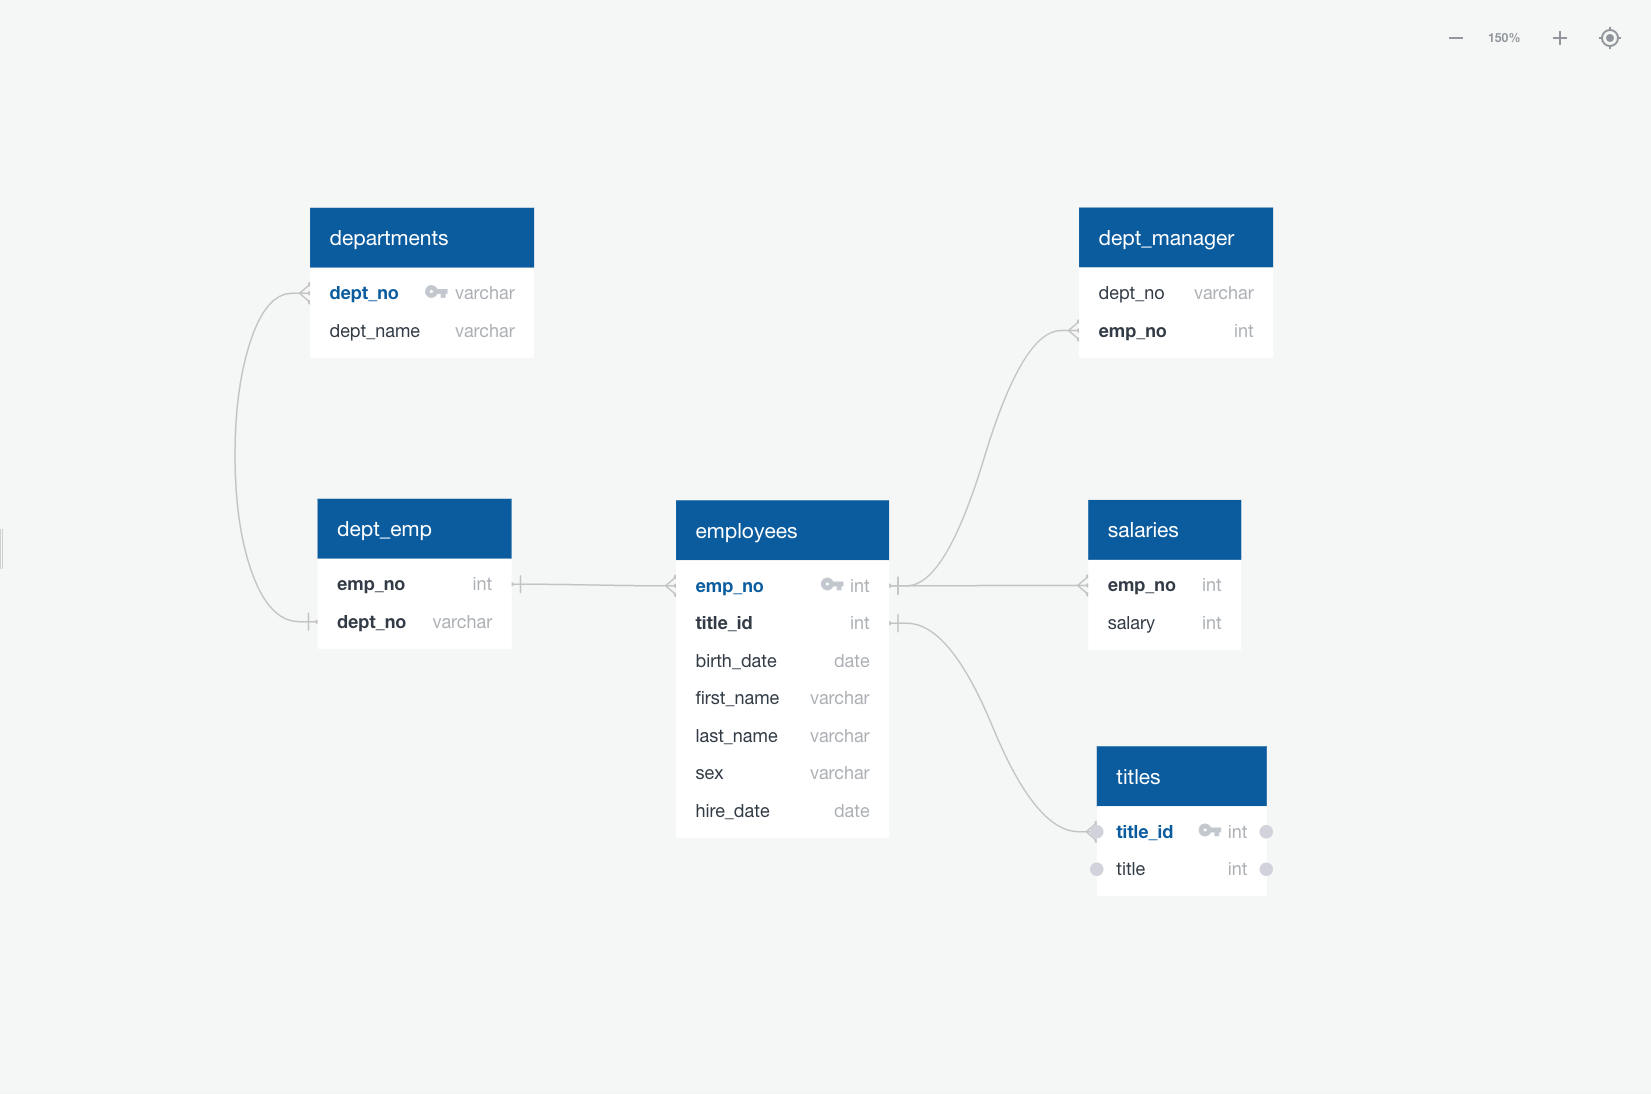 150%
departments
dept_no varchar
dept_name varchar
dept_manager
dept_no varchar
emp_no int
dept_emp
emp_no int
dept_no varchar
employees
emp_no int
title_id int
birth_date date
first_name varchar
last_name varchar
sex varchar
hire_date date
salaries
emp_no int
salary int
titles
title_id int
title int